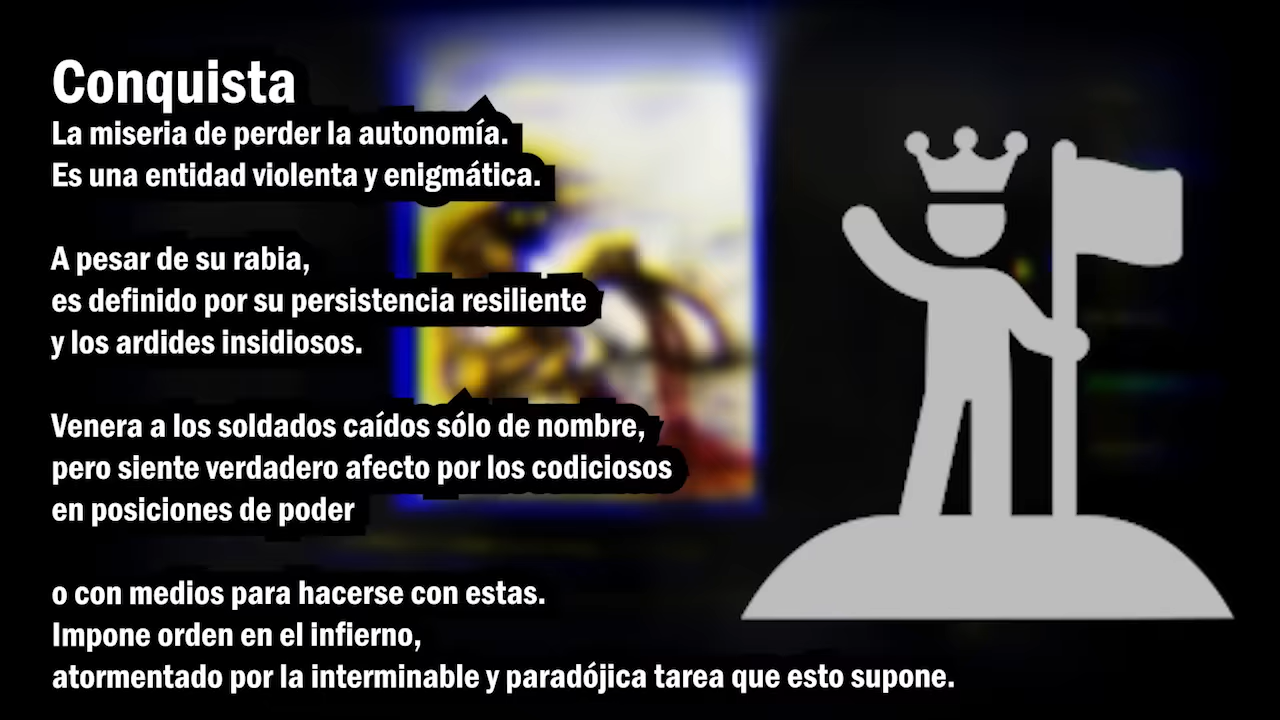 Conquista
La miseria de perder la autonomía.
Es una entidad violenta y enigmática.
A pesar de su rabia,
es definido por su persistencia resiliente
y los ardides insidiosos.
Venera a los soldados caídos sólo de nombre,
pero siente verdadero afecto por los codiciosos
en posiciones de poder
o con medios para hacerse con estas.
Impone orden en el infierno,
atormentado por la interminable y paradójica tarea que esto supone.